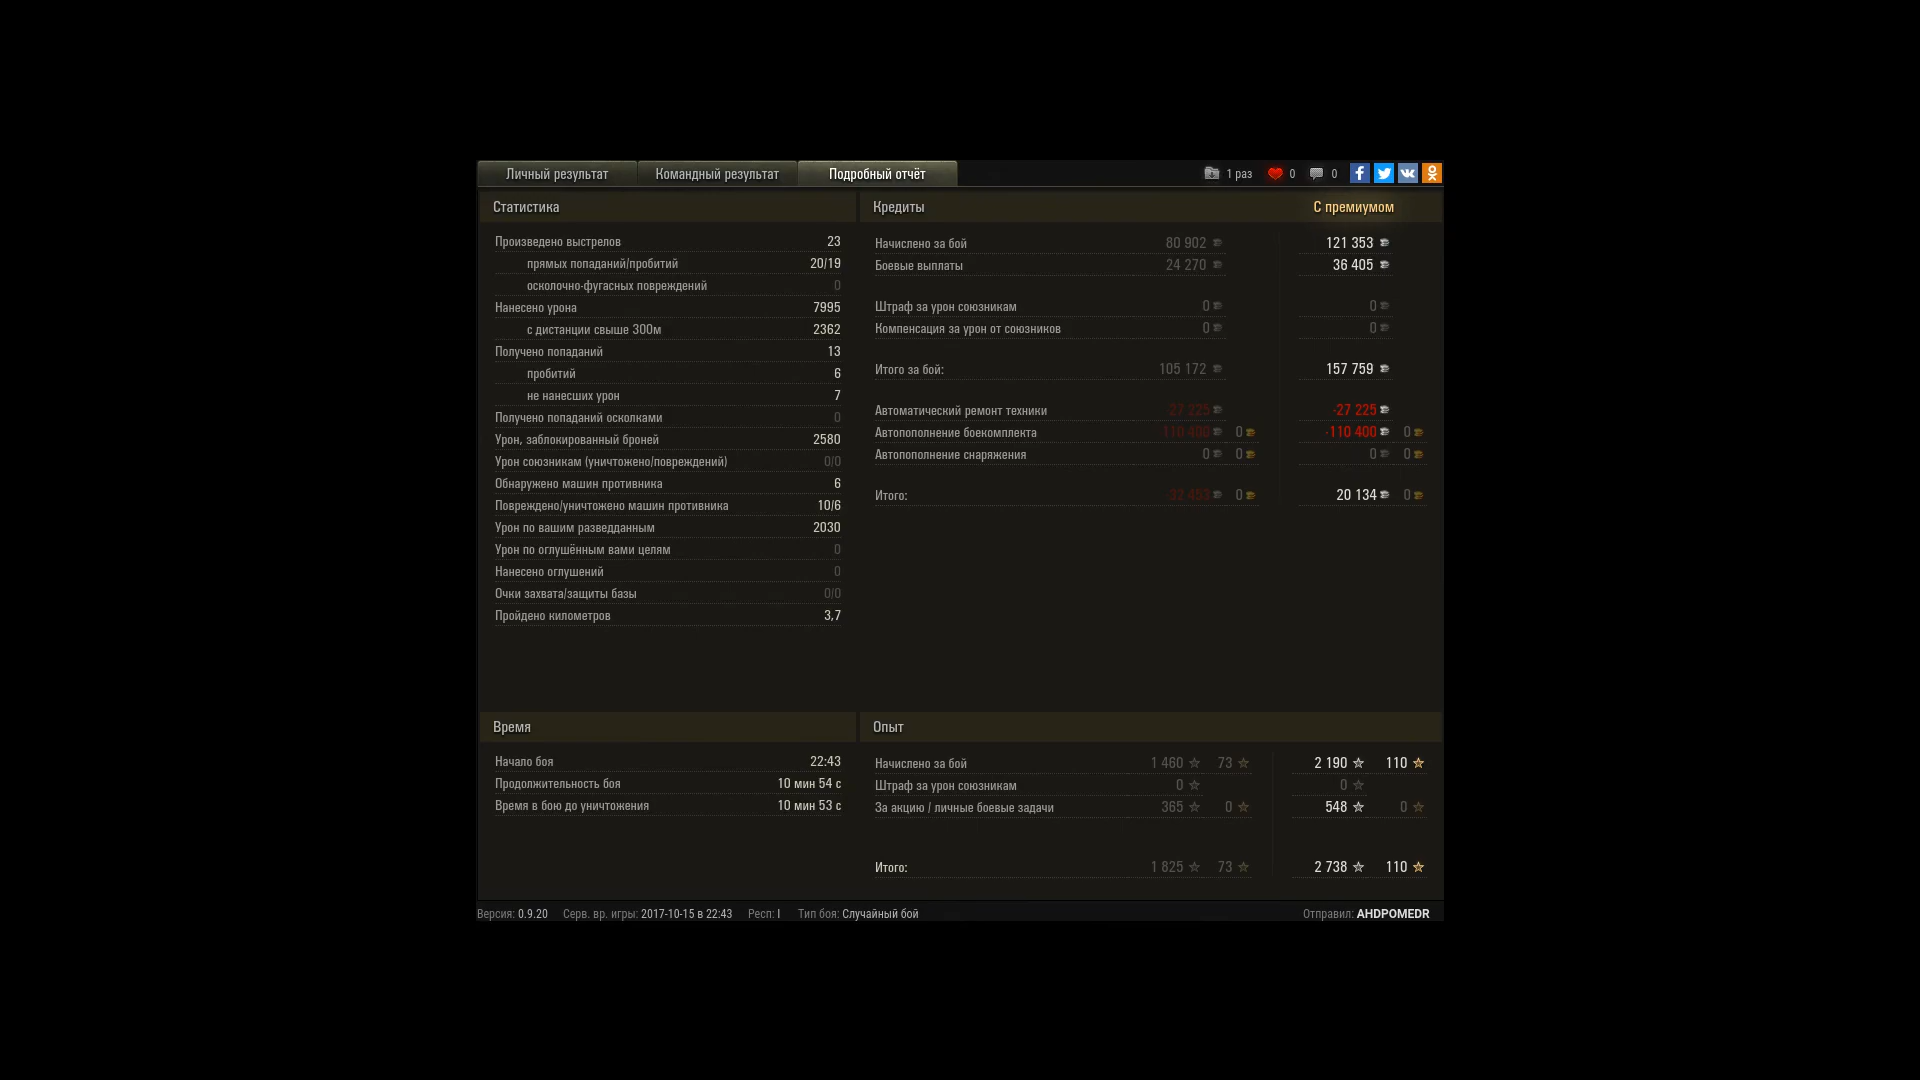 Личный результат Командный результат Подробный отчёт 1 раз 0 0
Статистика
Произведено выстрелов 23
прямых попаданий/пробитий 20/19
осколочно-фугасных повреждений 0
Нанесено урона 7995
с дистанции свыше 300м 2362
Получено попаданий 13
пробитий 6
не нанесших урон 7
Получено попаданий осколками 0
Урон, заблокированный броней 2580
Урон союзникам (уничтожено/повреждений) 0/0
Обнаружено машин противника 6
Повреждено/уничтожено машин противника 10/6
Урон по вашим разведданным 2030
Урон по оглушённым вами целям 0
Нанесено оглушений 0
Очки захвата/защиты базы 0/0
Пройдено километров 3,7
Кредиты С премиумом
Начислено за бой 80 902 121 353
Боевые выплаты 24 270 36 405
Штраф за урон союзникам 0 0
Компенсация за урон от союзников 0 0
Итого за бой: 105 172 157 759
Автоматический ремонт техники -27 225 -27 225
Автопополнение боекомплекта -110 400 0 -110 400 0
Автопополнение снаряжения 0 0 0 0
Итого: -32 453 0 20 134 0
Время
Начало боя 22:43
Продолжительность боя 10 мин 54 с
Время в бою до уничтожения 10 мин 53 с
Опыт
Начислено за бой 1 460 73 2 190 110
Штраф за урон союзникам 0 0
За акцию / личные боевые задачи 365 0 548 0
Итого: 1 825 73 2 738 110
Версия: 0.9.20 Серв. вр. игры: 2017-10-15 в 22:43 Респ: I Тип боя: Случайный бой Отправил: AHDPOMEDR